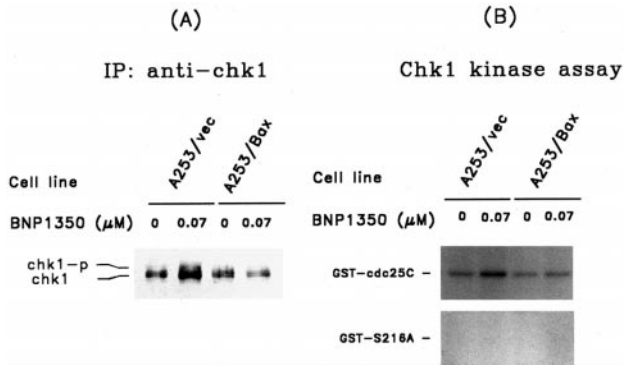 (A)
IP: anti-chk1
A253/vec
A253/Bax
Cell line
BNP1350 (μM) 0 0.07 0 0.07
chk1-p
chk1
(B)
Chk1 kinase assay
A253/vec
A253/Bax
Cell line
BNP1350 (μM) 0 0.07 0 0.07
GST-cdc25C -
GST-S216A -